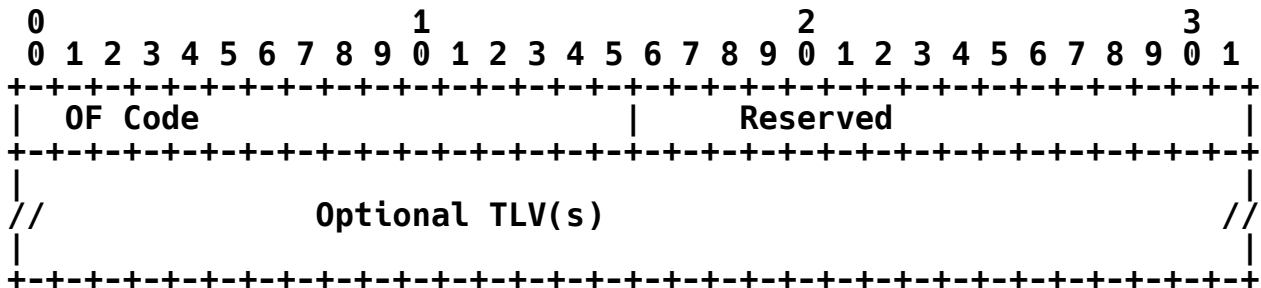 0                   1                   2                   3
 0 1 2 3 4 5 6 7 8 9 0 1 2 3 4 5 6 7 8 9 0 1 2 3 4 5 6 7 8 9 0 1
+-+-+-+-+-+-+-+-+-+-+-+-+-+-+-+-+-+-+-+-+-+-+-+-+-+-+-+-+-+-+-+-+
|  OF Code                      |     Reserved                  |
+-+-+-+-+-+-+-+-+-+-+-+-+-+-+-+-+-+-+-+-+-+-+-+-+-+-+-+-+-+-+-+-+
|                                                               |
//              Optional TLV(s)                                //
|                                                               |
+-+-+-+-+-+-+-+-+-+-+-+-+-+-+-+-+-+-+-+-+-+-+-+-+-+-+-+-+-+-+-+-+